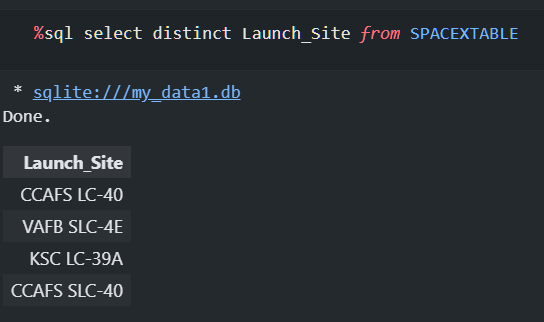 %sql select distinct Launch_Site from SPACEXTABLE
* sqlite:///my_data1.db
Done.
Launch_Site
CCAFS LC-40
VAFB SLC-4E
KSC LC-39A
CCAFS SLC-40